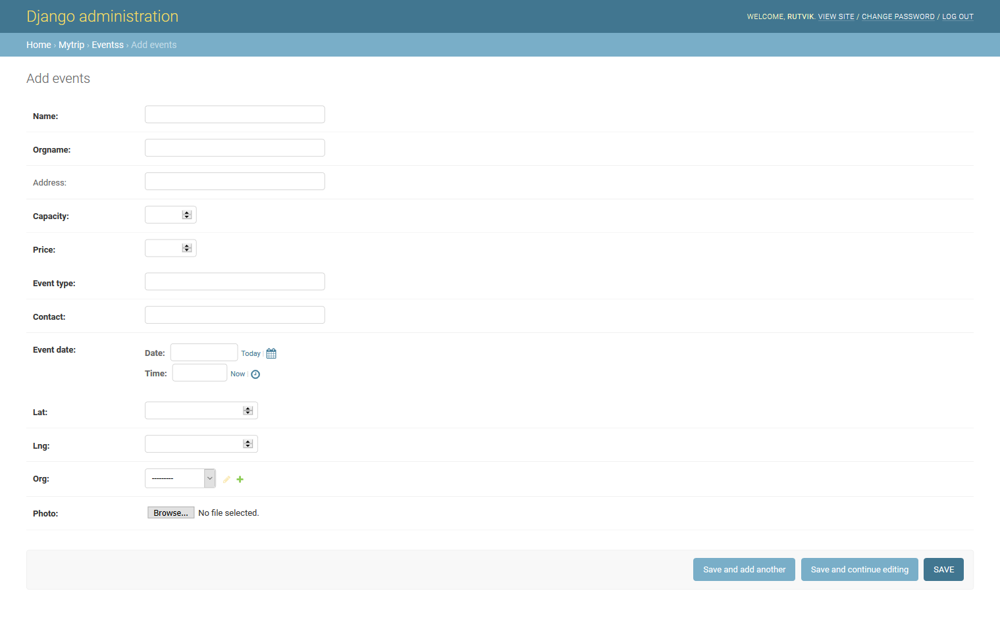 Django administration
WELCOME, RUTVIK. VIEW SITE / CHANGE PASSWORD / LOG OUT
Home › Mytrip › Eventss › Add events
Add events
Name:
Orgname:
Address:
Capacity:
Price:
Event type:
Contact:
Event date:
Date: Today |
Time: Now |
Lat:
Lng:
Org: ---------
Photo: Browse... No file selected.
Save and add another Save and continue editing SAVE